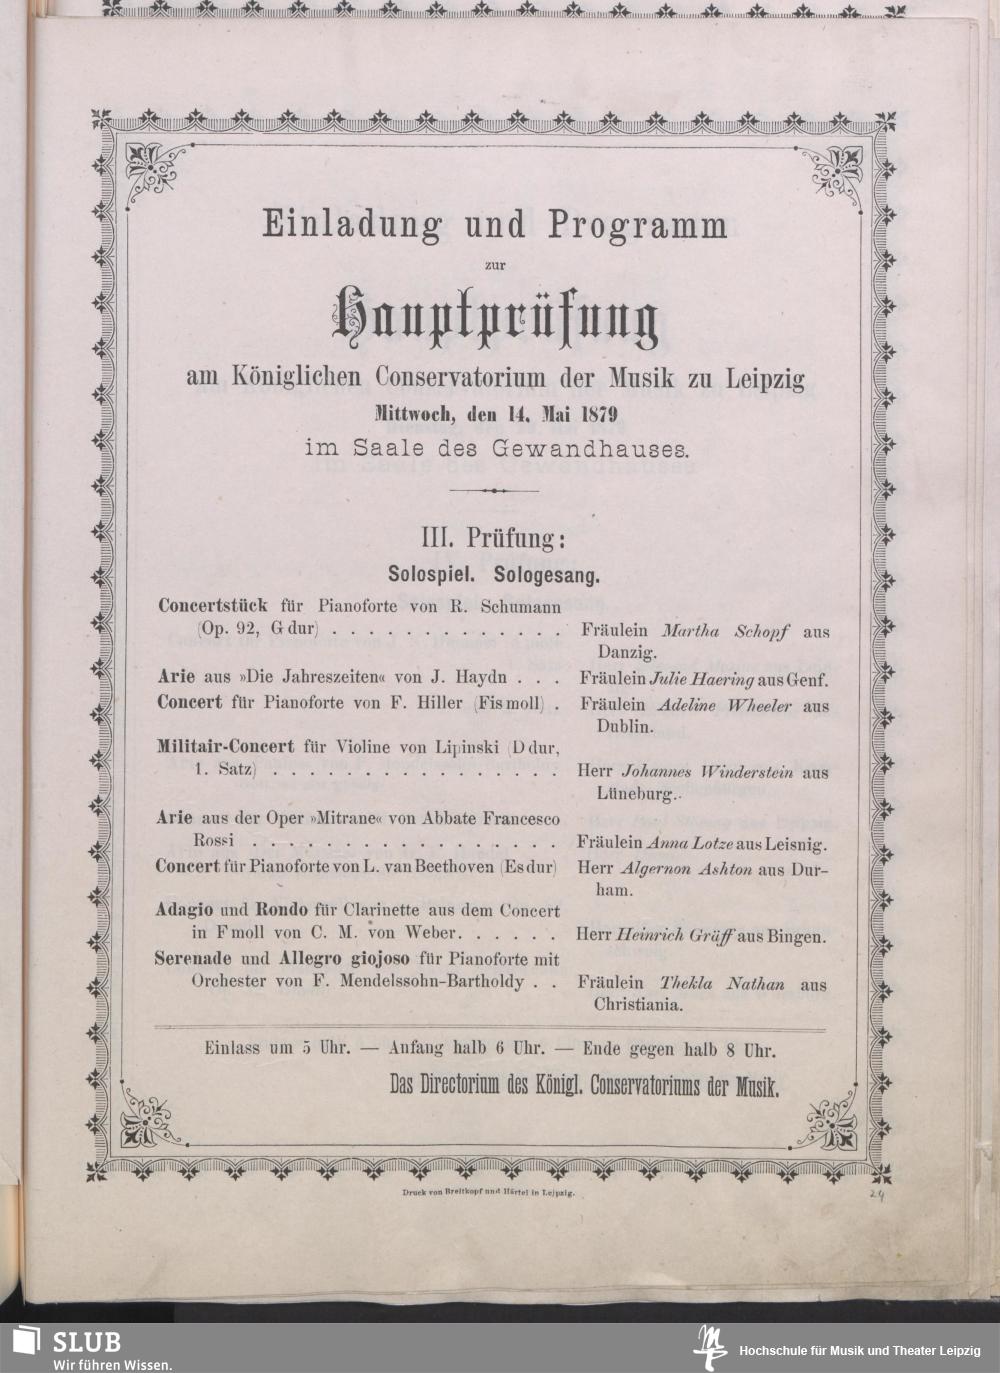 Einladung und Programm
zur
Hauptprüfung
am Königlichen Conservatorium der Musik zu Leipzig
Mittwoch, den 14. Mai 1879
im Saale des Gewandhauses.
III. Prüfung:
Solospiel. Sologesang.
Concertstück für Pianoforte von R. Schumann
(Op. 92, G dur) . . . . . . . . . . . . . Fräulein Martha Schopf aus
Danzig.
Arie aus »Die Jahreszeiten« von J. Haydn . . . Fräulein Julie Haering aus Genf.
Concert für Pianoforte von F. Hiller (Fis moll) . Fräulein Adeline Wheeler aus
Dublin.
Militair-Concert für Violine von Lipinski (D dur,
1. Satz) . . . . . . . . . . . . . . . . Herr Johannes Winderstein aus
Lüneburg..
Arie aus der Oper »Mitrane« von Abbate Francesco
Rossi . . . . . . . . . . . . . . . . . Fräulein Anna Lotze aus Leisnig.
Concert für Pianoforte von L. van Beethoven (Es dur) Herr Algernon Ashton aus Dur-
ham.
Adagio und Rondo für Clarinette aus dem Concert
in F moll von C. M. von Weber. . . . . . Herr Heinrich Gräff aus Bingen.
Serenade und Allegro giojoso für Pianoforte mit
Orchester von F. Mendelssohn-Bartholdy . . Fräulein Thekla Nathan aus
Christiania.
Einlass um 5 Uhr. — Anfang halb 6 Uhr. — Ende gegen halb 8 Uhr.
Das Directorium des Königl. Conservatoriums der Musik.
Druck von Breitkopf und Härtel in Leipzig.
24
SLUB
Wir führen Wissen.
Hochschule für Musik und Theater Leipzig